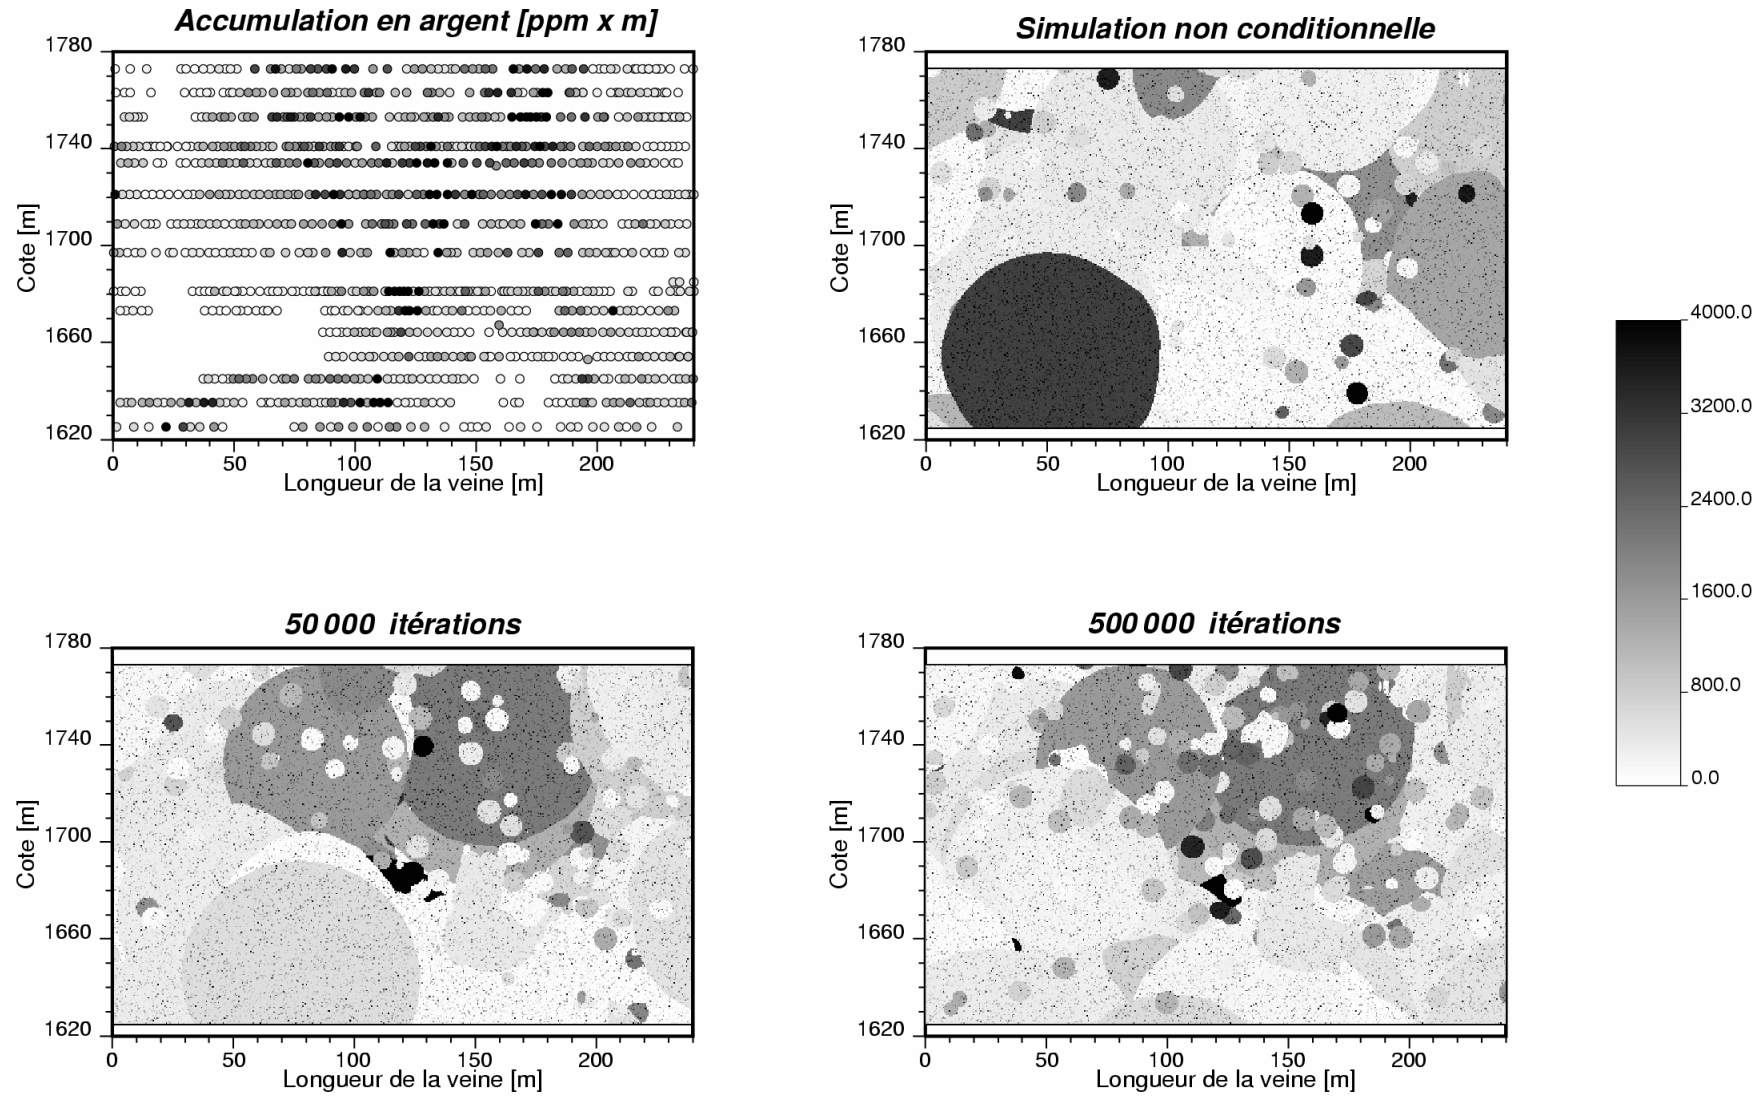 Accumulation en argent [ppm x m]
1780
1740
1700
1660
1620
Cote [m]
0 50 100 150 200
Longueur de la veine [m]
Simulation non conditionnelle
1780
1740
1700
1660
1620
Cote [m]
0 50 100 150 200
Longueur de la veine [m]
4000.0
3200.0
2400.0
1600.0
800.0
0.0
50 000 itérations
1780
1740
1700
1660
1620
Cote [m]
0 50 100 150 200
Longueur de la veine [m]
500 000 itérations
1780
1740
1700
1660
1620
Cote [m]
0 50 100 150 200
Longueur de la veine [m]